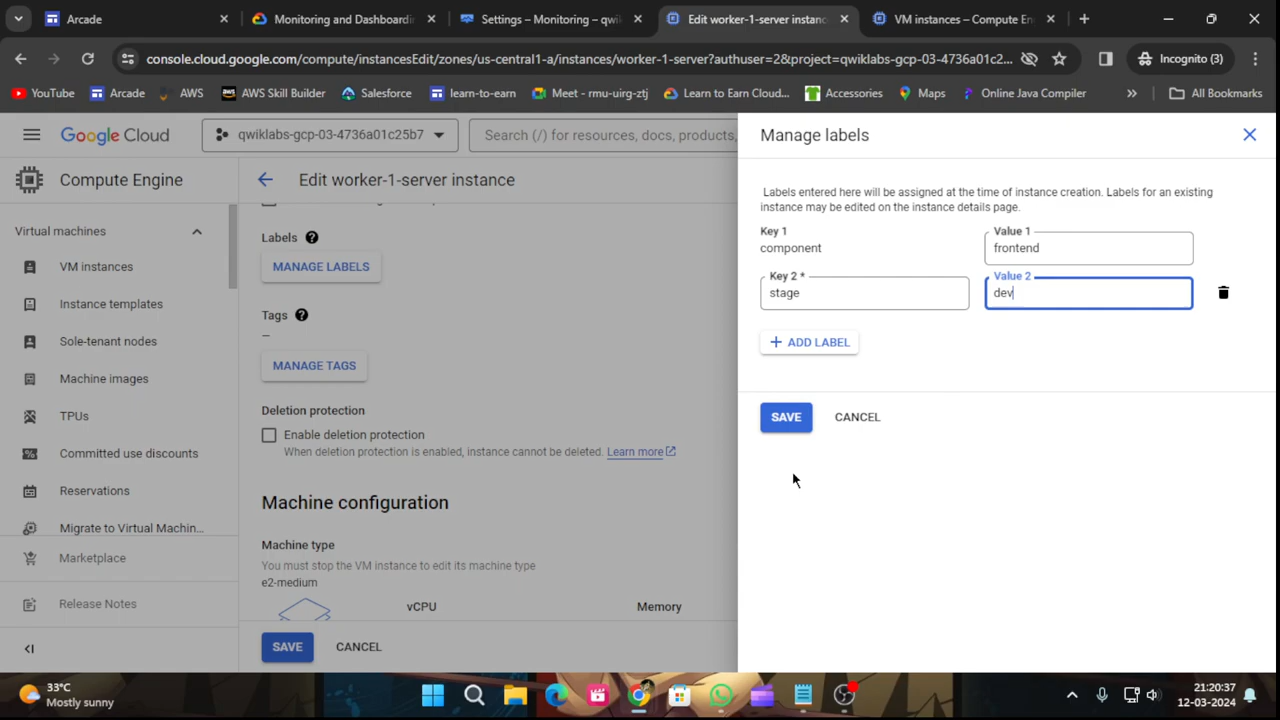 Arcade
Monitoring and Dashboardin
Settings – Monitoring – qwik
Edit worker-1-server instanc
VM instances – Compute En
console.cloud.google.com/compute/instancesEdit/zones/us-central1-a/instances/worker-1-server?authuser=2&project=qwiklabs-gcp-03-4736a01c2...
Incognito (3)
YouTube
Arcade
AWS
AWS Skill Builder
Salesforce
learn-to-earn
Meet - rmu-uirg-ztj
Learn to Earn Cloud...
Accessories
Maps
Online Java Compiler
»
All Bookmarks
Google Cloud
qwiklabs-gcp-03-4736a01c25b7
Search (/) for resources, docs, products,
Compute Engine
Virtual machines
VM instances
Instance templates
Sole-tenant nodes
Machine images
TPUs
Committed use discounts
Reservations
Migrate to Virtual Machin...
Marketplace
Release Notes
Edit worker-1-server instance
Labels
MANAGE LABELS
Tags
—
MANAGE TAGS
Deletion protection
Enable deletion protection
When deletion protection is enabled, instance cannot be deleted. Learn more
Machine configuration
Machine type
You must stop the VM instance to edit its machine type
e2-medium
vCPU
Memory
SAVE
CANCEL
Manage labels
Labels entered here will be assigned at the time of instance creation. Labels for an existing
instance may be edited on the instance details page.
Key 1
component
Value 1
frontend
Key 2 *
stage
Value 2
dev
+ ADD LABEL
SAVE
CANCEL
33°C
Mostly sunny
21:20:37
12-03-2024